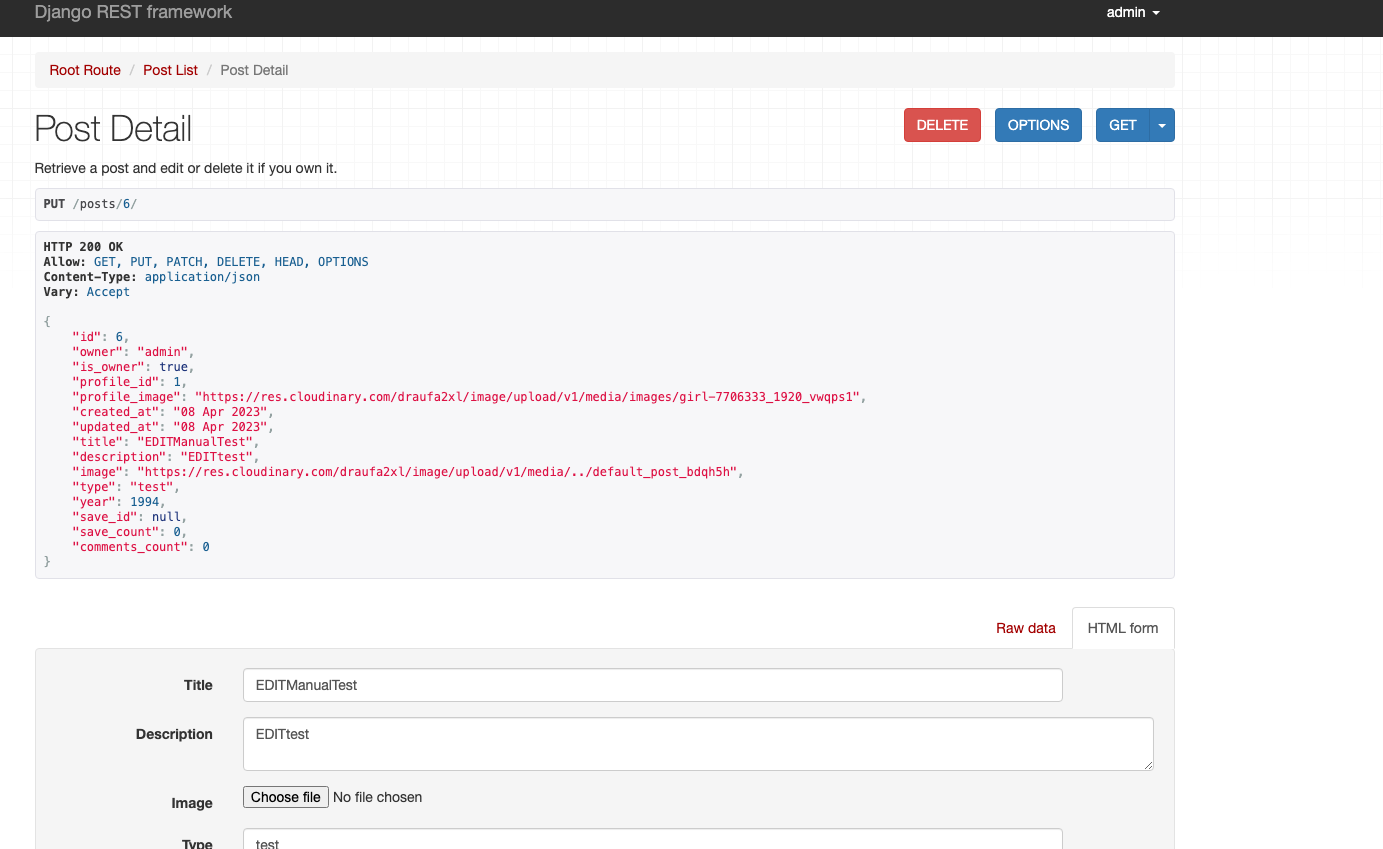 Django REST framework
admin
Root Route / Post List / Post Detail
Post Detail
DELETE
OPTIONS
GET
Retrieve a post and edit or delete it if you own it.
PUT /posts/6/
HTTP 200 OK
Allow: GET, PUT, PATCH, DELETE, HEAD, OPTIONS
Content-Type: application/json
Vary: Accept
{
"id": 6,
"owner": "admin",
"is_owner": true,
"profile_id": 1,
"profile_image": "https://res.cloudinary.com/draufa2xl/image/upload/v1/media/images/girl-7706333_1920_vwqps1",
"created_at": "08 Apr 2023",
"updated_at": "08 Apr 2023",
"title": "EDITManualTest",
"description": "EDITtest",
"image": "https://res.cloudinary.com/draufa2xl/image/upload/v1/media/../default_post_bdqh5h",
"type": "test",
"year": 1994,
"save_id": null,
"save_count": 0,
"comments_count": 0
}
Raw data
HTML form
Title
EDITManualTest
Description
EDITtest
Image
Choose file No file chosen
Type
test